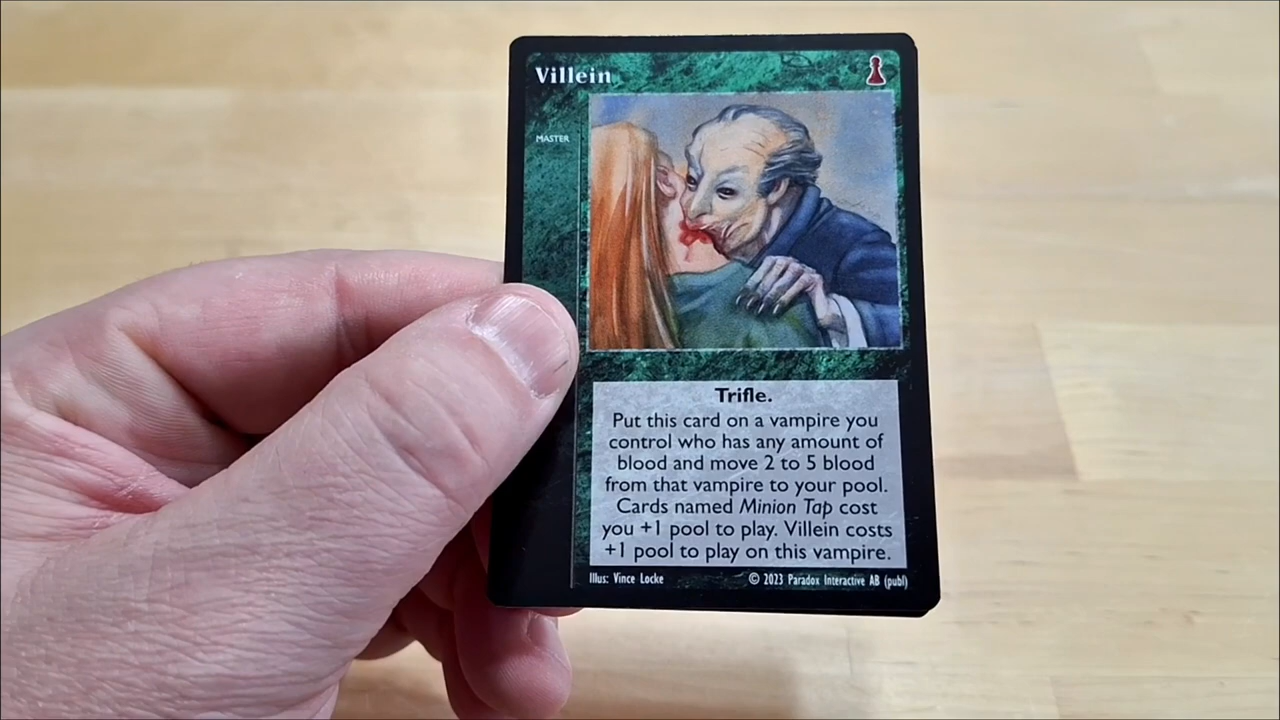 Villein
MASTER
Trifle.
Put this card on a vampire you
control who has any amount of
blood and move 2 to 5 blood
from that vampire to your pool.
Cards named Minion Tap cost
you +1 pool to play. Villein costs
+1 pool to play on this vampire.
Illus: Vince Locke © 2023 Paradox Interactive AB (publ)